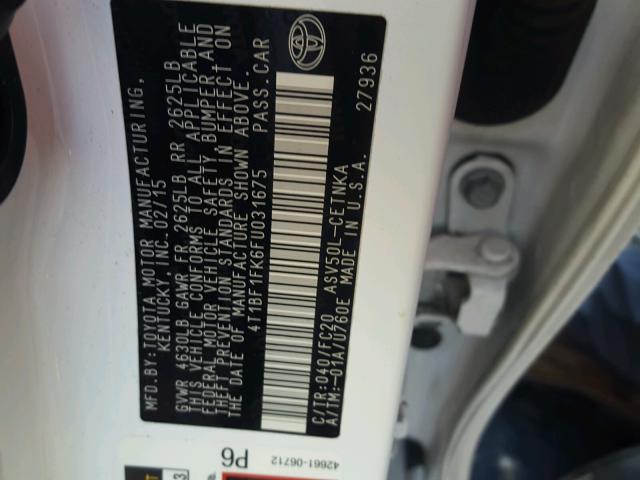 MFD.BY:TOYOTA MOTOR MANUFACTURING,
KENTUCKY, INC. 02/15
GVWR 4630LB GAWR FR 2625LB RR 2625LB
THIS VEHICLE CONFORMS TO ALL APPLICABLE
FEDERAL MOTOR VEHICLE SAFETY BUMPER AND
THEFT PREVENTION STANDARDS IN EFFECT ON
THE DATE OF MANUFACTURE SHOWN ABOVE.
4T1BF1FK6FU031675 PASS.CAR
C/TR:040/FC20 ASV50L-CETNKA
A/TM:-01A/U760E MADE IN U.S.A. 27936
42661-06712
P6
3